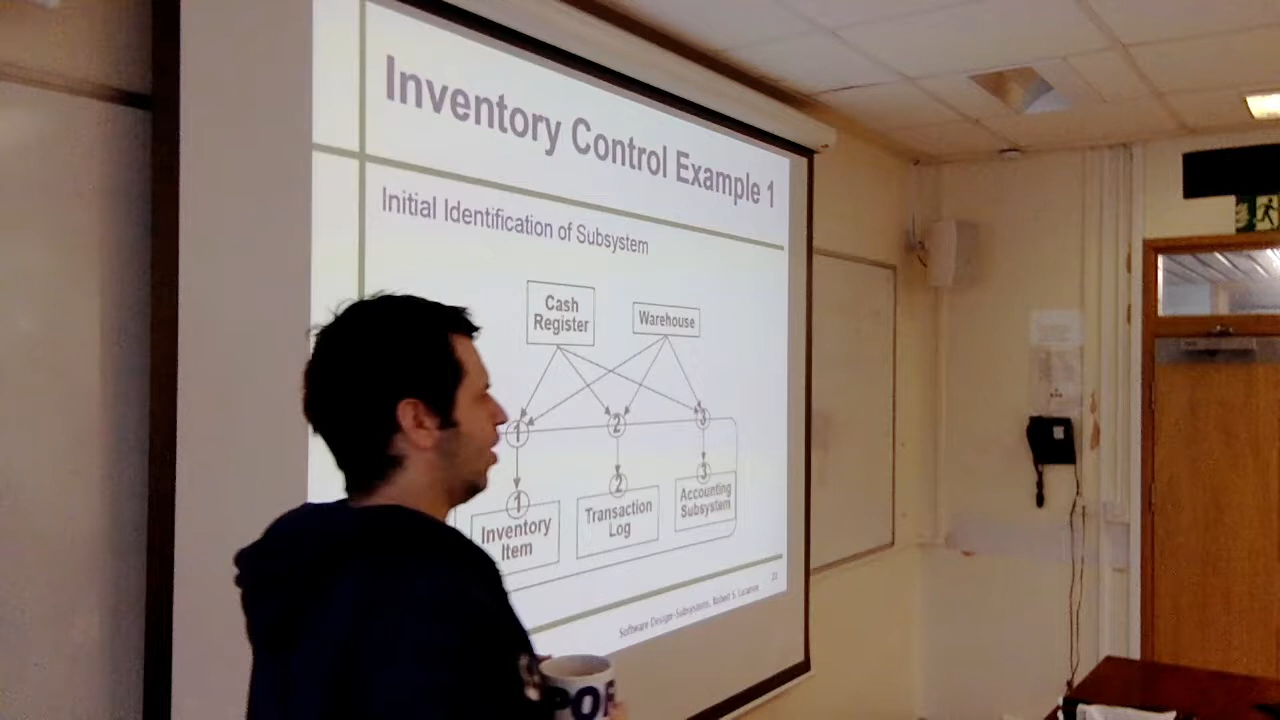 Inventory Control Example 1
Initial Identification of Subsystem
Cash
Register
Warehouse
1
2
3
1
2
3
Inventory
Item
Transaction
Log
Accounting
Subsystem
Software Design: Subsystems, Robert S.
POR